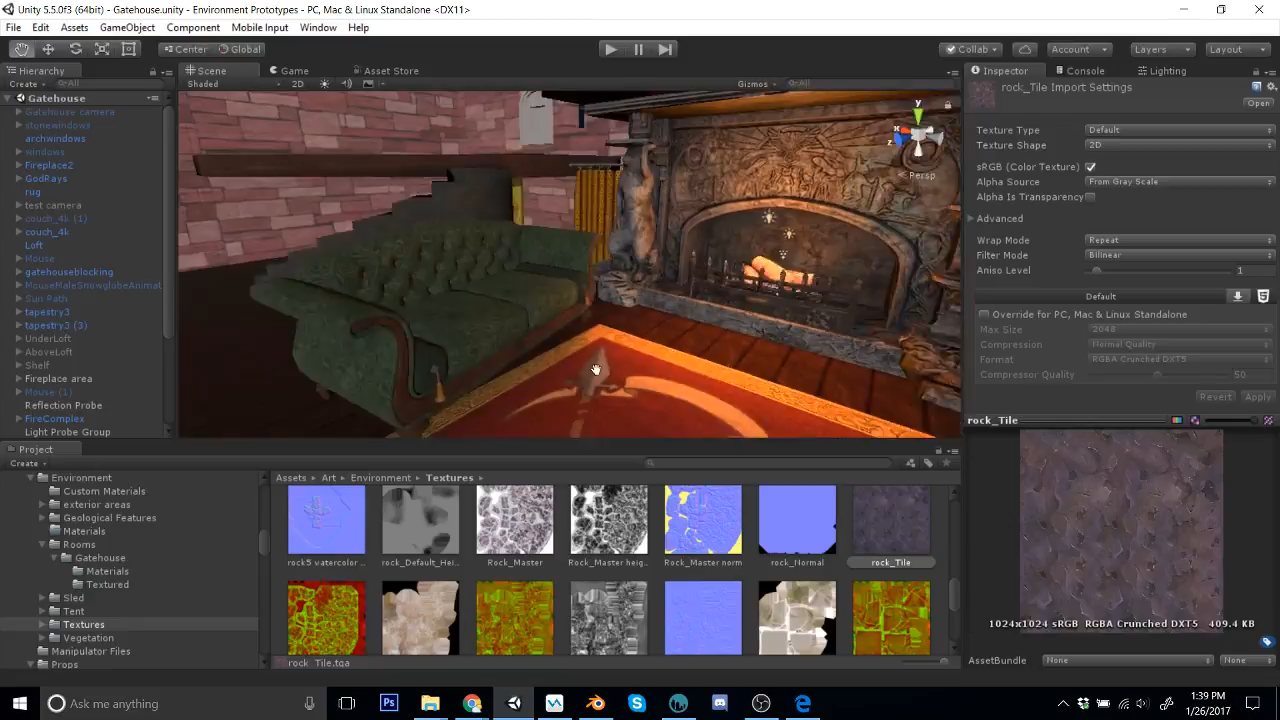 Unity 5.5.0f3 (64bit) - Gatehouse.unity - Environment Prototypes - PC, Mac & Linux Standalone <DX11>
File Edit Assets GameObject Component Mobile Input Window Help
Center Global Collab Account Layers Layout
Hierarchy Scene Game Asset Store Inspector Console Lighting
Create All Shaded 2D Gizmos All rock_Tile Import Settings
Open
Gatehouse
Gatehouse camera
stonewindows
archwindows
windows
Fireplace2
GodRays
rug
test camera
couch_4k (1)
couch_4k
Loft
Mouse
gatehouseblocking
MouseMaleSnowglobeAnimat
Sun Path
tapestry3
tapestry3 (3)
UnderLoft
AboveLoft
Shelf
Fireplace area
Mouse (1)
Reflection Probe
FireComplex
Light Probe Group
y
x
z
Persp
Texture Type Default
Texture Shape 2D
sRGB (Color Texture)
Alpha Source From Gray Scale
Alpha Is Transparency
Advanced
Wrap Mode Repeat
Filter Mode Bilinear
Aniso Level 1
Default
Override for PC, Mac & Linux Standalone
Max Size 2048
Compression Normal Quality
Format RGBA Crunched DXT5
Compressor Quality 50
Revert Apply
rock_Tile
1024x1024 sRGB RGBA Crunched DXT5 409.4 KB
AssetBundle None None
Project
Create
Environment
Custom Materials
exterior areas
Geological Features
Materials
Rooms
Gatehouse
Materials
Textured
Sled
Tent
Textures
Vegetation
Manipulator Files
Props
Assets Art Environment Textures
rock5 watercolor ... rock_Default_Hei... Rock_Master Rock_Master heig... Rock_Master norm rock_Normal rock_Tile
rock_Tile.tga
Ask me anything
Ps
1:39 PM
1/26/2017